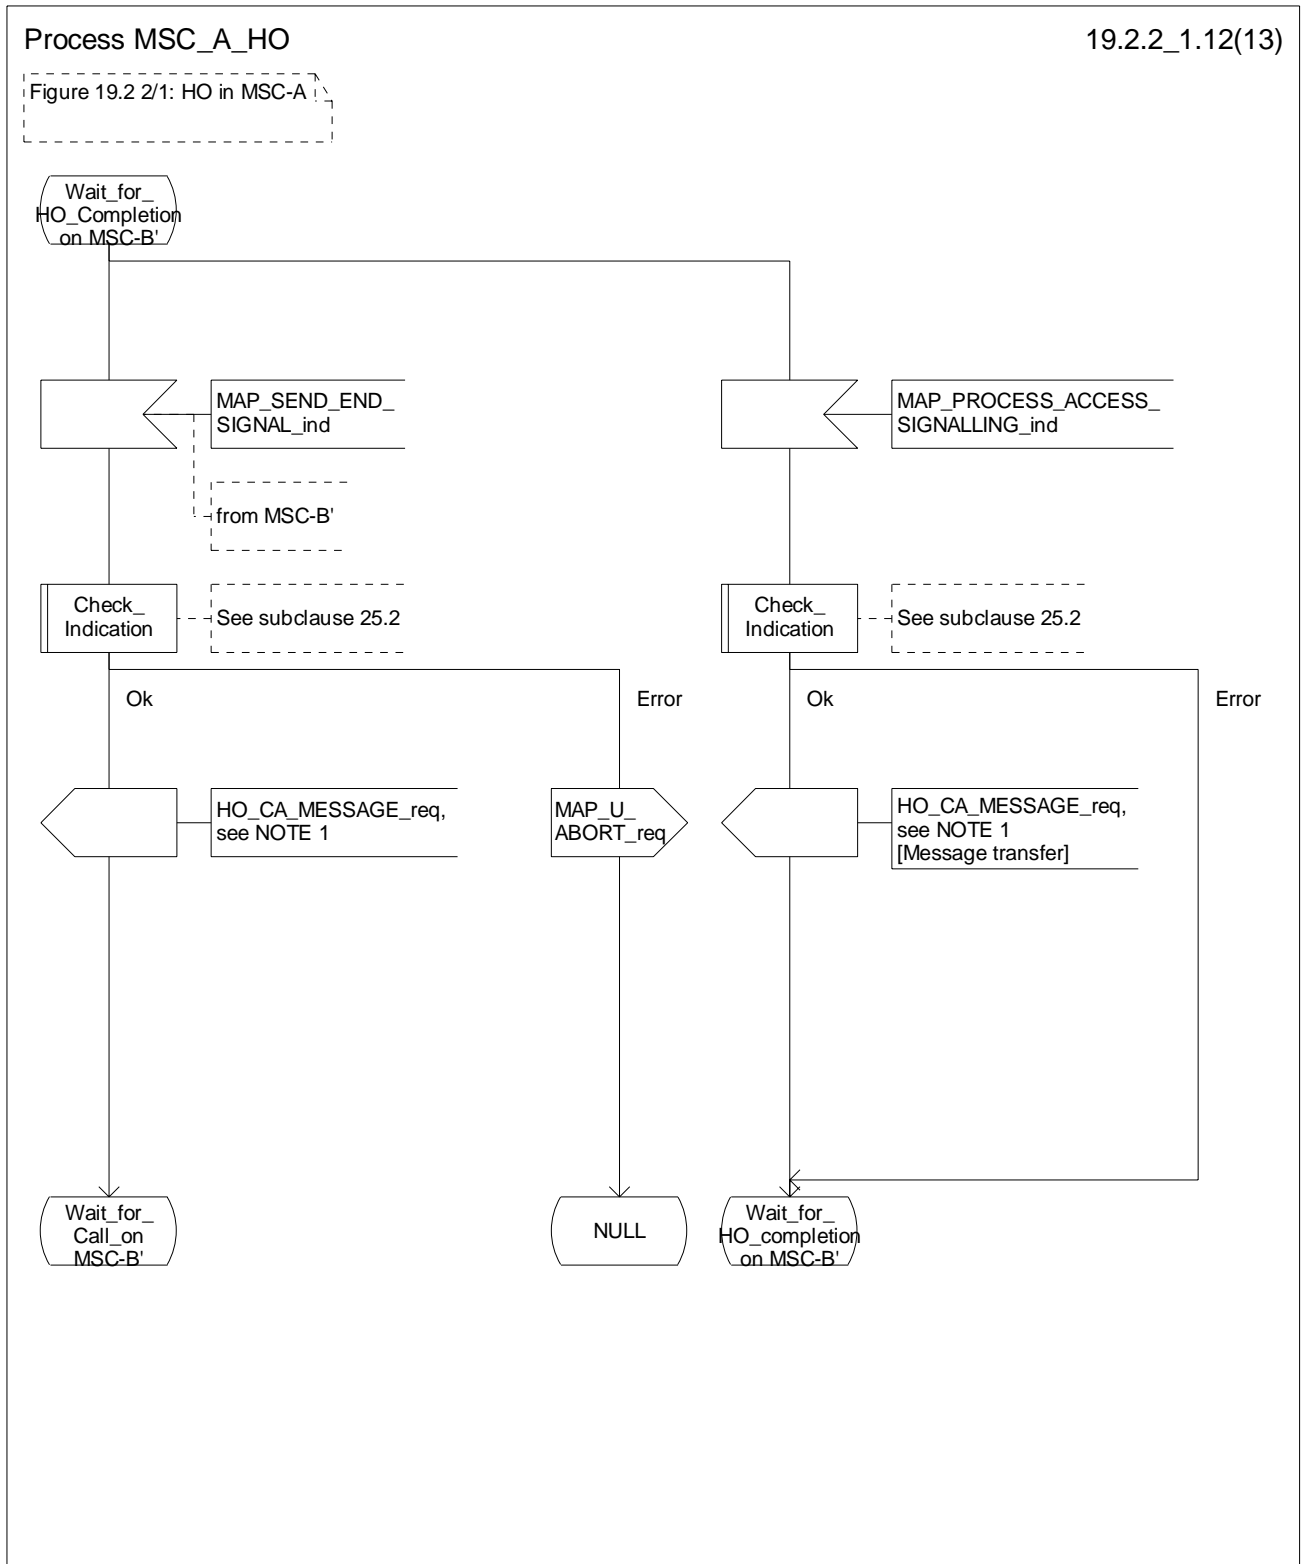 Process MSC_A_HO
19.2.2_1.12(13)
Figure 19.2 2/1: HO in MSC-A
Wait_for_
HO_Completion
on MSC-B'
MAP_SEND_END_
SIGNAL_ind
MAP_PROCESS_ACCESS_
SIGNALLING_ind
from MSC-B'
Check_
Indication
See subclause 25.2
Check_
Indication
See subclause 25.2
Ok
Error
Ok
Error
HO_CA_MESSAGE_req,
see NOTE 1
MAP_U_
ABORT_req
HO_CA_MESSAGE_req,
see NOTE 1
[Message transfer]
Wait_for_
Call_on
MSC-B'
NULL
Wait_for_
HO_completion
on MSC-B'